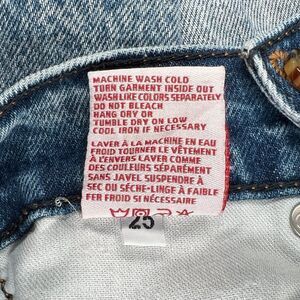 MACHINE WASH COLD
TURN GARMENT INSIDE OUT
WASH LIKE COLORS SEPARATELY
DO NOT BLEACH
HANG DRY OR
TUMBLE DRY ON LOW
COOL IRON IF NECESSARY
LAVER À LA MACHINE EN EAU
FROID TOURNER LE VÊTEMENT
À L'ENVERS LAVER COMME
DES COULEURS SÉPARÉMENT
SANS JAVEL SUSPENDRE À
SEC OU SÈCHE-LINGE À FAIBLE
FER FROID SI NÉCESSAIRE
25